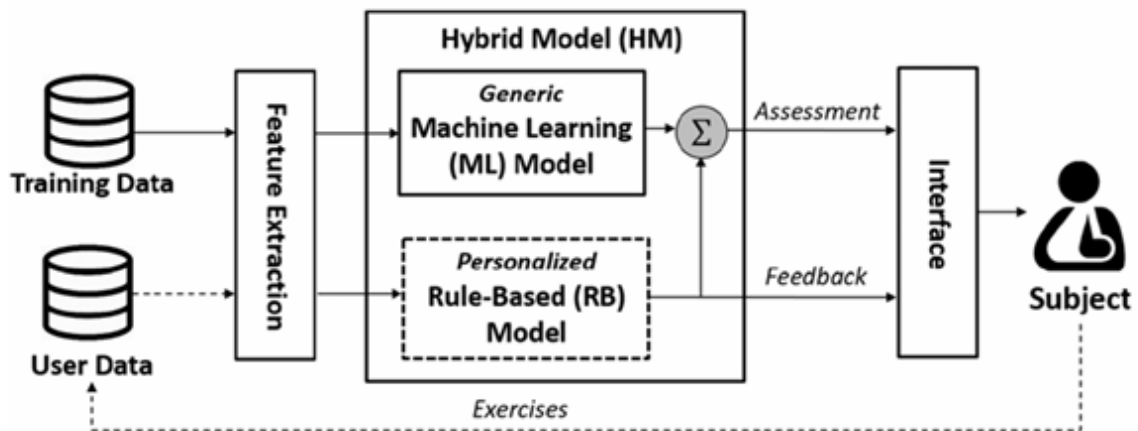 Hybrid Model (HM)
Training Data
User Data
Feature Extraction
Generic
Machine Learning
(ML) Model
Σ
Personalized
Rule-Based (RB)
Model
Assessment
Feedback
Interface
Subject
Exercises